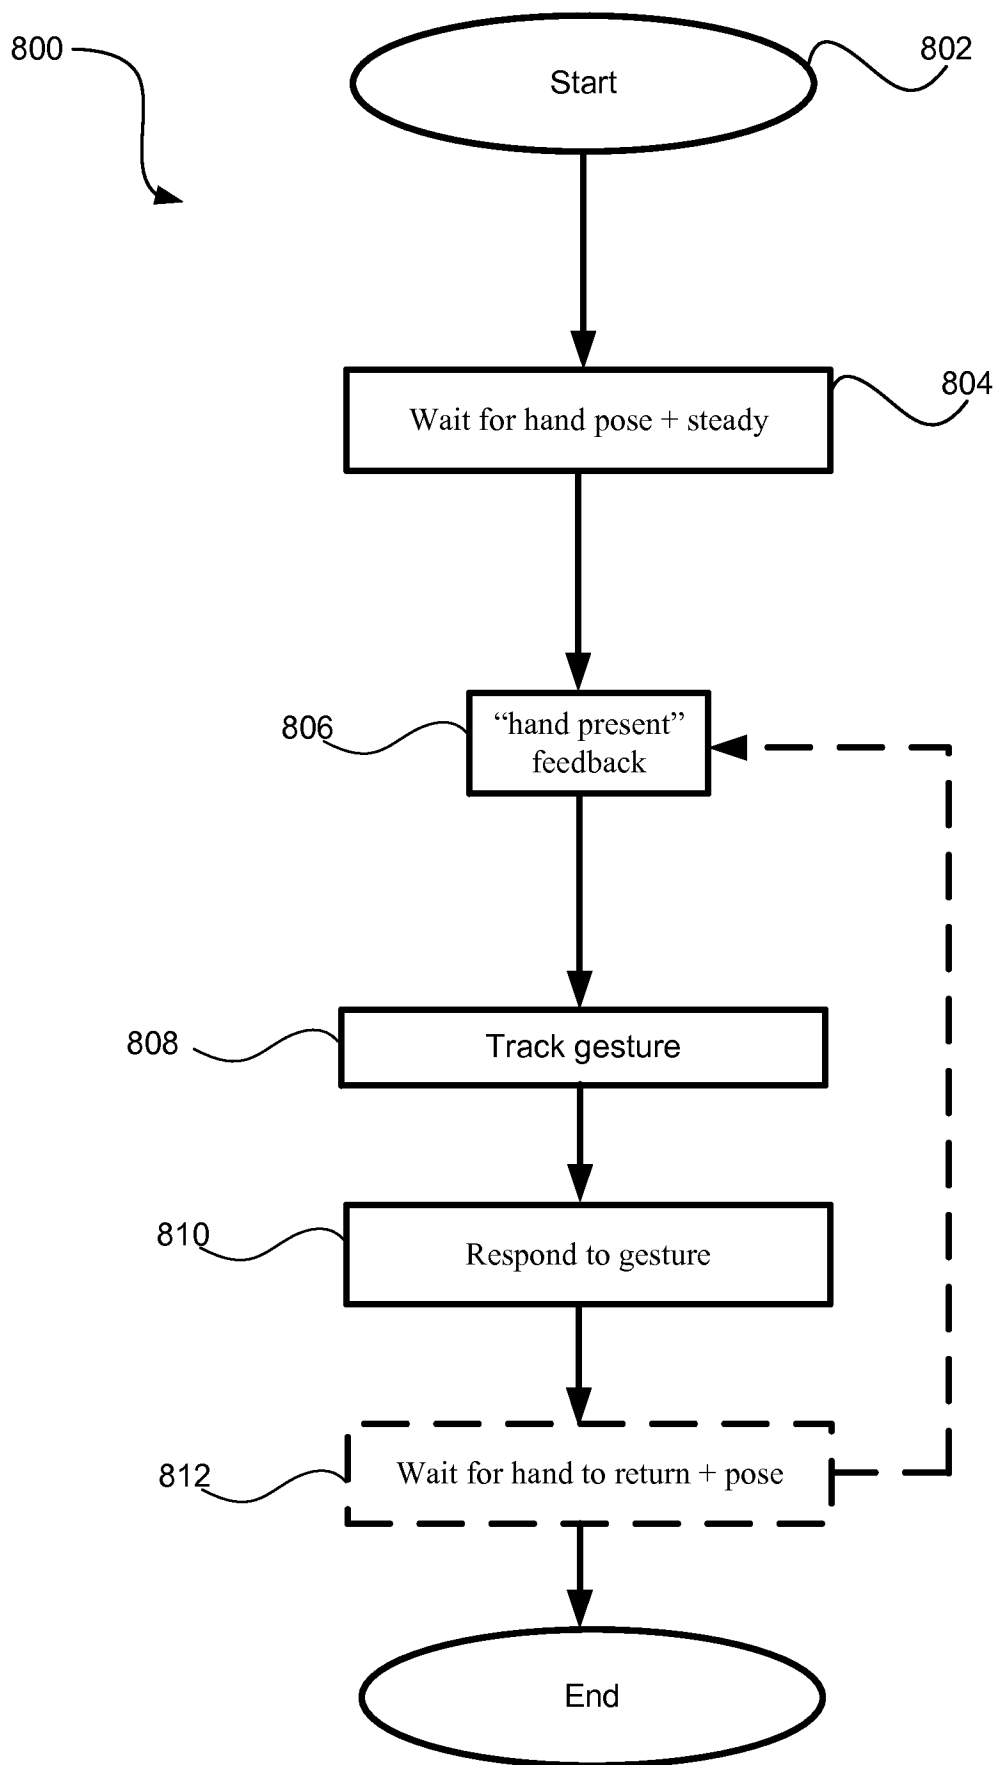 800
Start
802
Wait for hand pose + steady
804
806
“hand present”
feedback
808
Track gesture
810
Respond to gesture
812
Wait for hand to return + pose
End